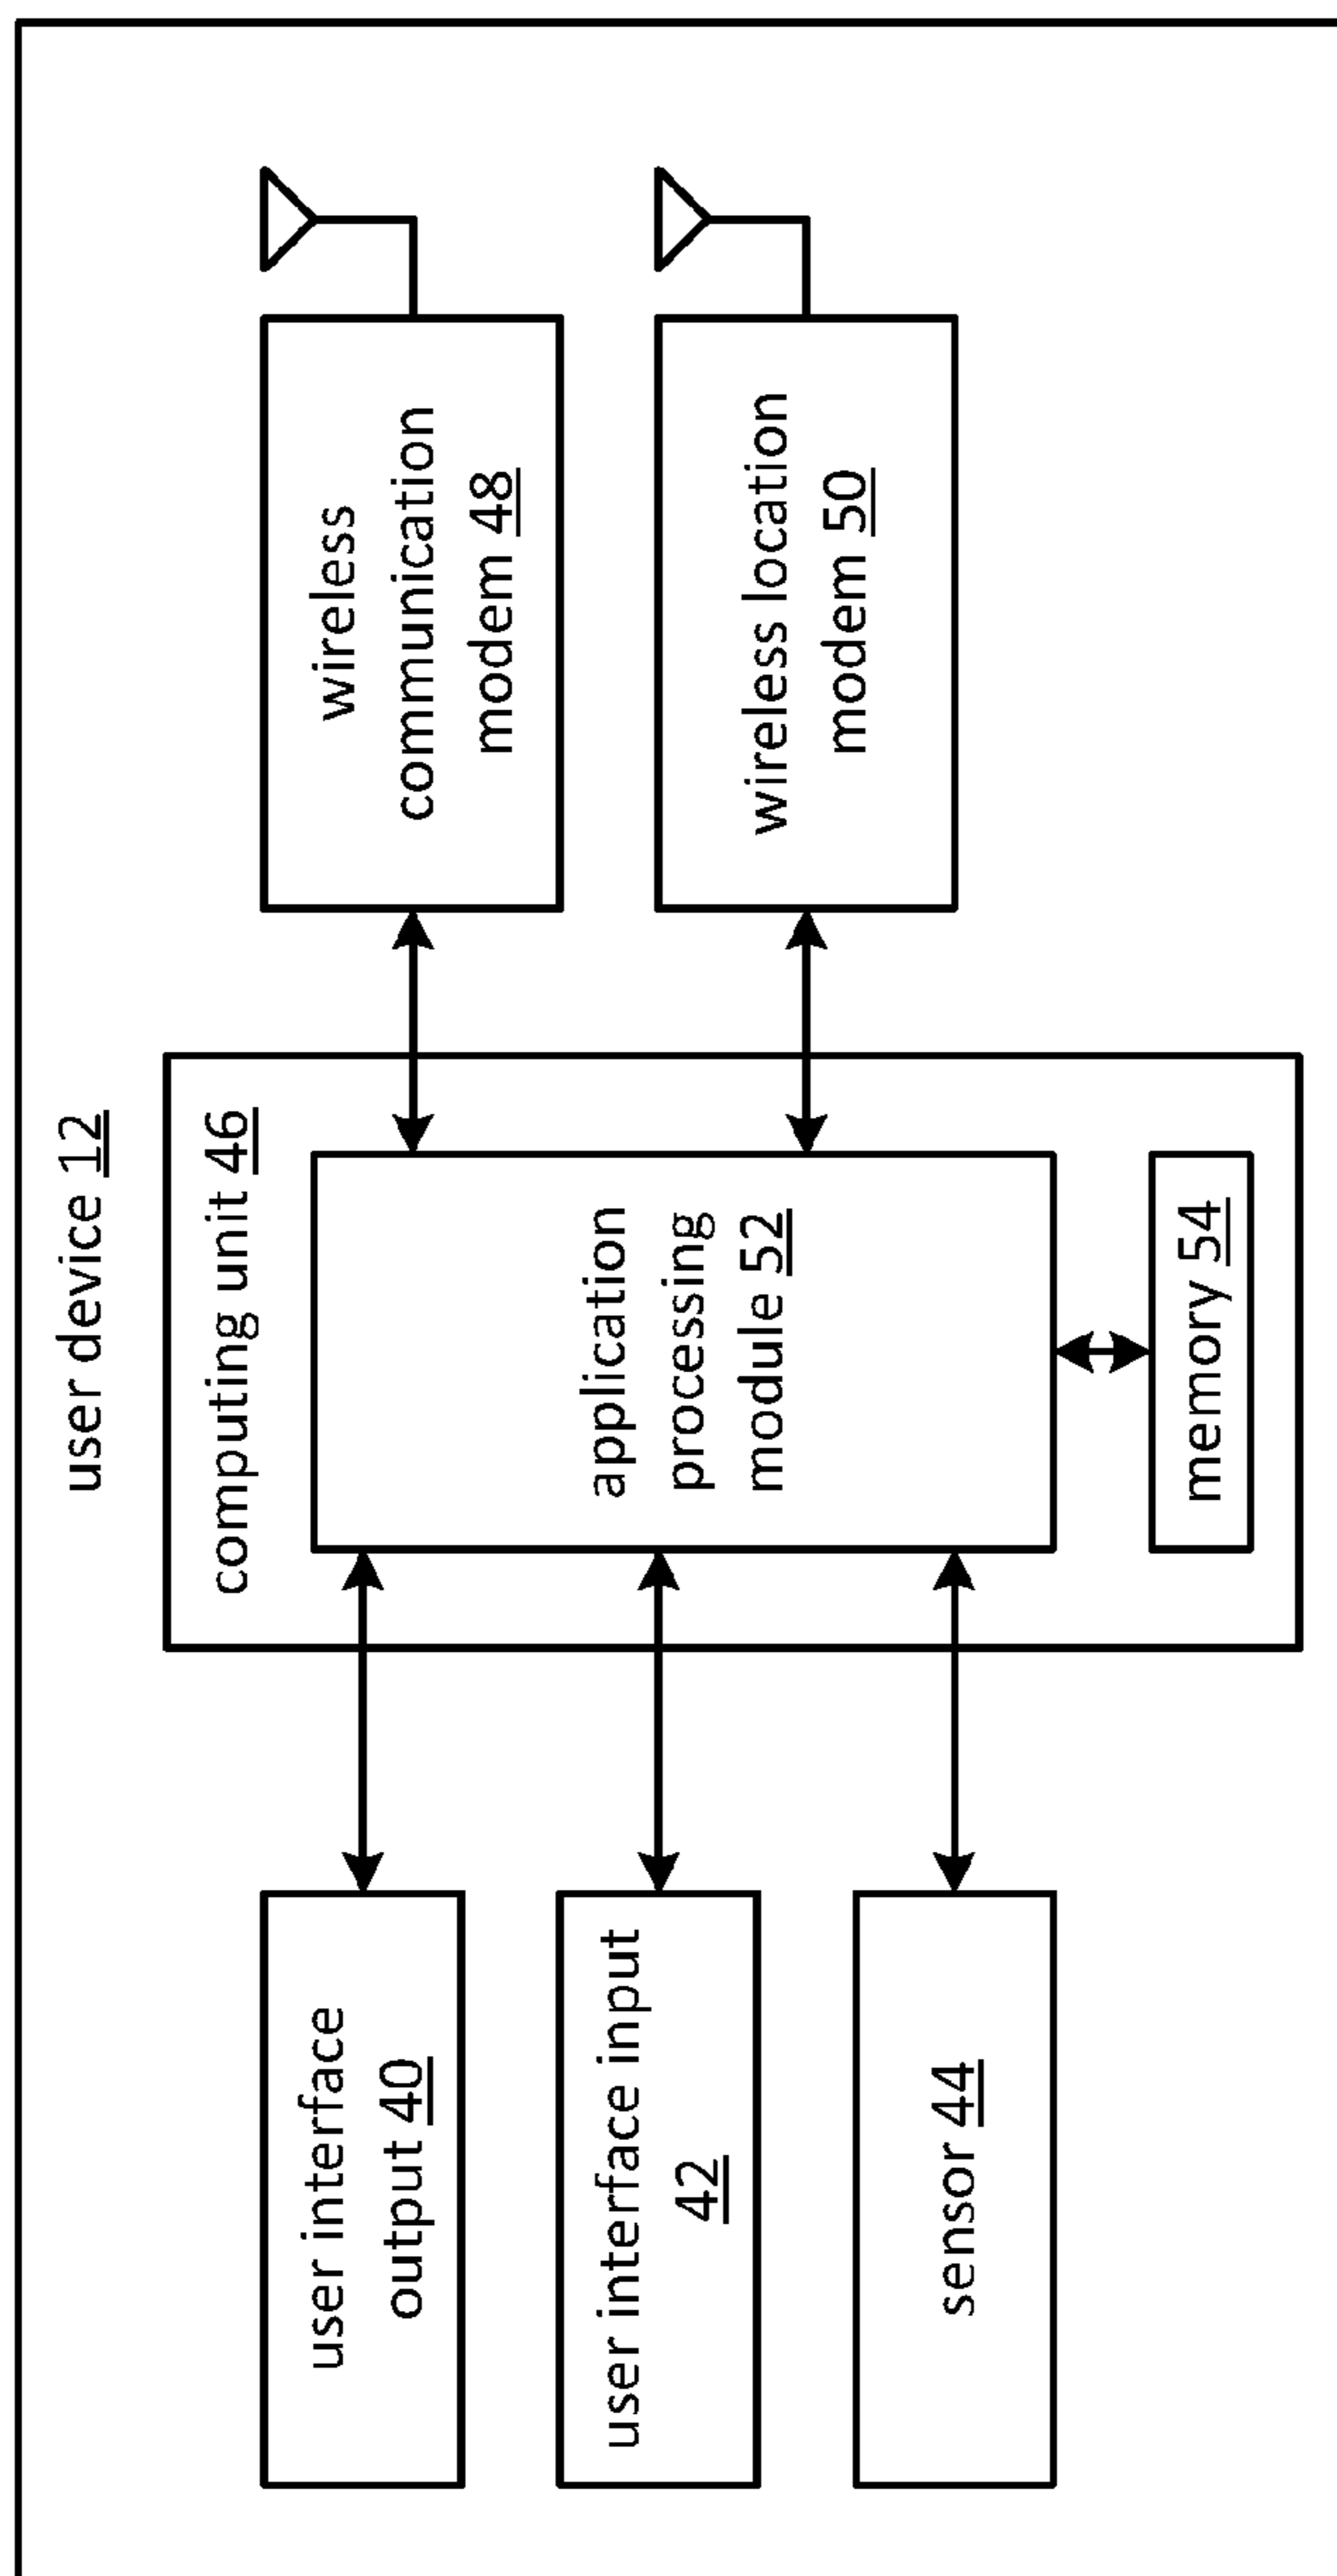 user device 12
computing unit 46
user interface
output 40
user interface input
42
sensor 44
application
processing
module 52
memory 54
wireless
communication
modem 48
wireless location
modem 50